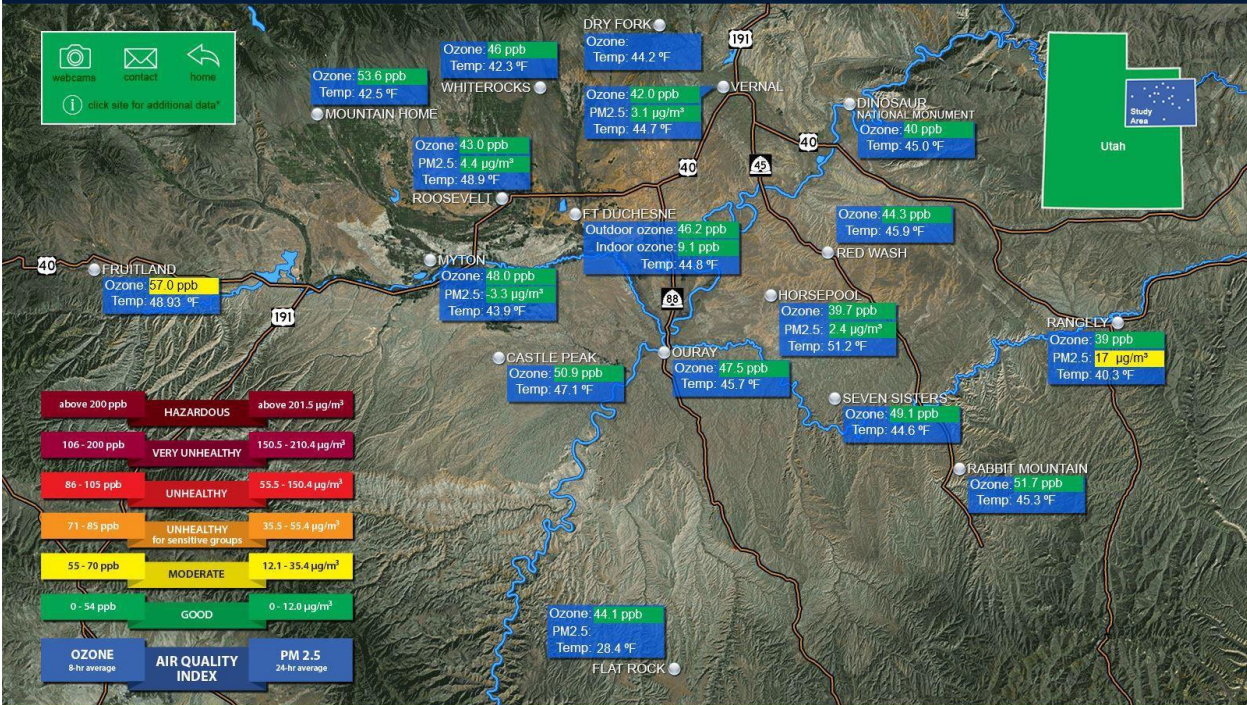 webcams
contact
home
click site for additional data*
DRY FORK
Ozone:
Temp: 44.2 ºF
191
Ozone: 46 ppb
Temp: 42.3 ºF
WHITEROCKS
Ozone: 53.6 ppb
Temp: 42.5 ºF
MOUNTAIN HOME
VERNAL
Ozone: 42.0 ppb
PM2.5: 3.1 µg/m³
Temp: 44.7 ºF
DINOSAUR
NATIONAL MONUMENT
Ozone: 40 ppb
Temp: 45.0 ºF
Study
Area
Utah
40
40
45
Ozone: 43.0 ppb
PM2.5: 4.4 µg/m³
Temp: 48.9 ºF
ROOSEVELT
FT DUCHESNE
Outdoor ozone: 46.2 ppb
Indoor ozone: 9.1 ppb
Temp: 44.8 ºF
Ozone: 44.3 ppb
Temp: 45.9 ºF
RED WASH
40
FRUITLAND
Ozone: 57.0 ppb
Temp: 48.93 ºF
191
MYTON
Ozone: 48.0 ppb
PM2.5: -3.3 µg/m³
Temp: 43.9 ºF
88
HORSEPOOL
Ozone: 39.7 ppb
PM2.5: 2.4 µg/m³
Temp: 51.2 ºF
RANGELY
Ozone: 39 ppb
PM2.5: 17 µg/m³
Temp: 40.3 ºF
CASTLE PEAK
Ozone: 50.9 ppb
Temp: 47.1 ºF
OURAY
Ozone: 47.5 ppb
Temp: 45.7 ºF
SEVEN SISTERS
Ozone: 49.1 ppb
Temp: 44.6 ºF
RABBIT MOUNTAIN
Ozone: 51.7 ppb
Temp: 45.3 ºF
above 200 ppb HAZARDOUS above 201.5 µg/m³
106 - 200 ppb VERY UNHEALTHY 150.5 - 210.4 µg/m³
86 - 105 ppb UNHEALTHY 55.5 - 150.4 µg/m³
71 - 85 ppb UNHEALTHY 35.5 - 55.4 µg/m³
for sensitive groups
55 - 70 ppb MODERATE 12.1 - 35.4 µg/m³
0 - 54 ppb GOOD 0 - 12.0 µg/m³
OZONE AIR QUALITY PM 2.5
8-hr average INDEX 24-hr average
Ozone: 44.1 ppb
PM2.5:
Temp: 28.4 ºF
FLAT ROCK